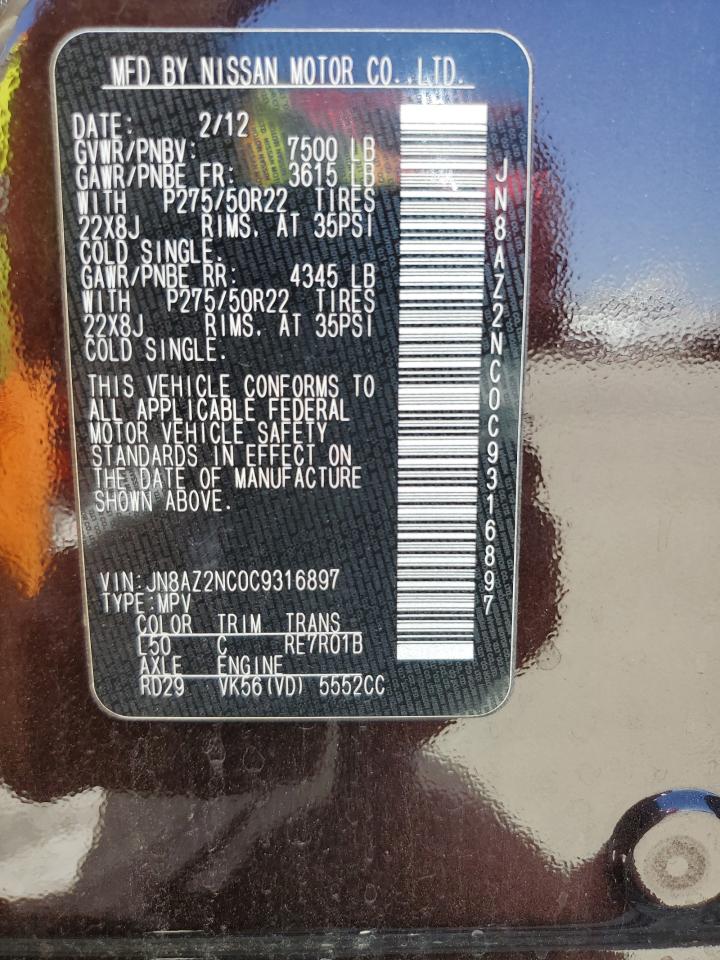 MFD BY NISSAN MOTOR CO.,LTD.
DATE: 2/12
GVWR/PNBV: 7500 LB
GAWR/PNBE FR: 3615 LB
WITH P275/50R22 TIRES
22X8J RIMS, AT 35PSI
COLD SINGLE.
GAWR/PNBE RR: 4345 LB
WITH P275/50R22 TIRES
22X8J RIMS, AT 35PSI
COLD SINGLE.
THIS VEHICLE CONFORMS TO
ALL APPLICABLE FEDERAL
MOTOR VEHICLE SAFETY
STANDARDS IN EFFECT ON
THE DATE OF MANUFACTURE
SHOWN ABOVE.
VIN:JN8AZ2NC0C9316897
TYPE:MPV
COLOR TRIM TRANS
L50 C RE7R01B
AXLE ENGINE
RD29 VK56(VD) 5552CC
JN8AZ2NC0C9316897